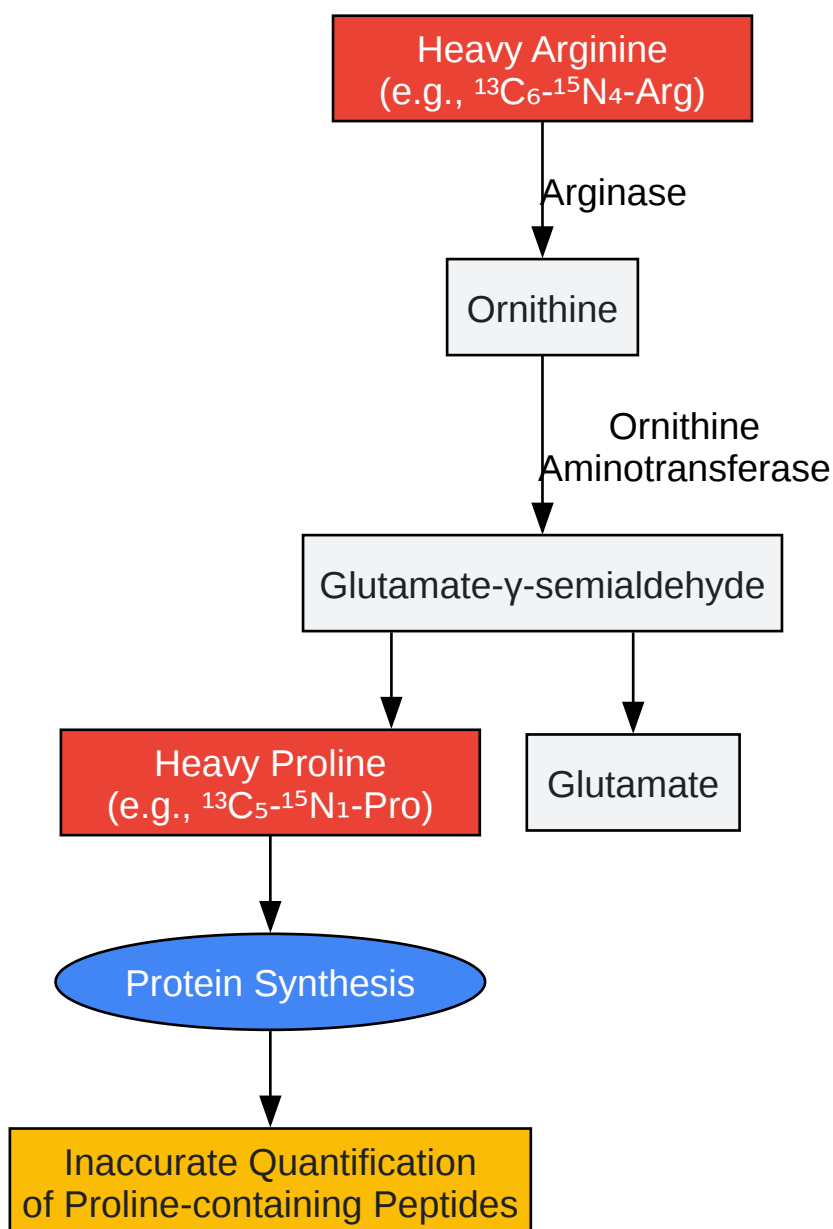 Heavy Arginine
(e.g., ¹³C₆-¹⁵N₄-Arg)
Arginase
Ornithine
Ornithine
Aminotransferase
Glutamate-γ-semialdehyde
Heavy Proline
(e.g., ¹³C₅-¹⁵N₁-Pro)
Glutamate
Protein Synthesis
Inaccurate Quantification
of Proline-containing Peptides